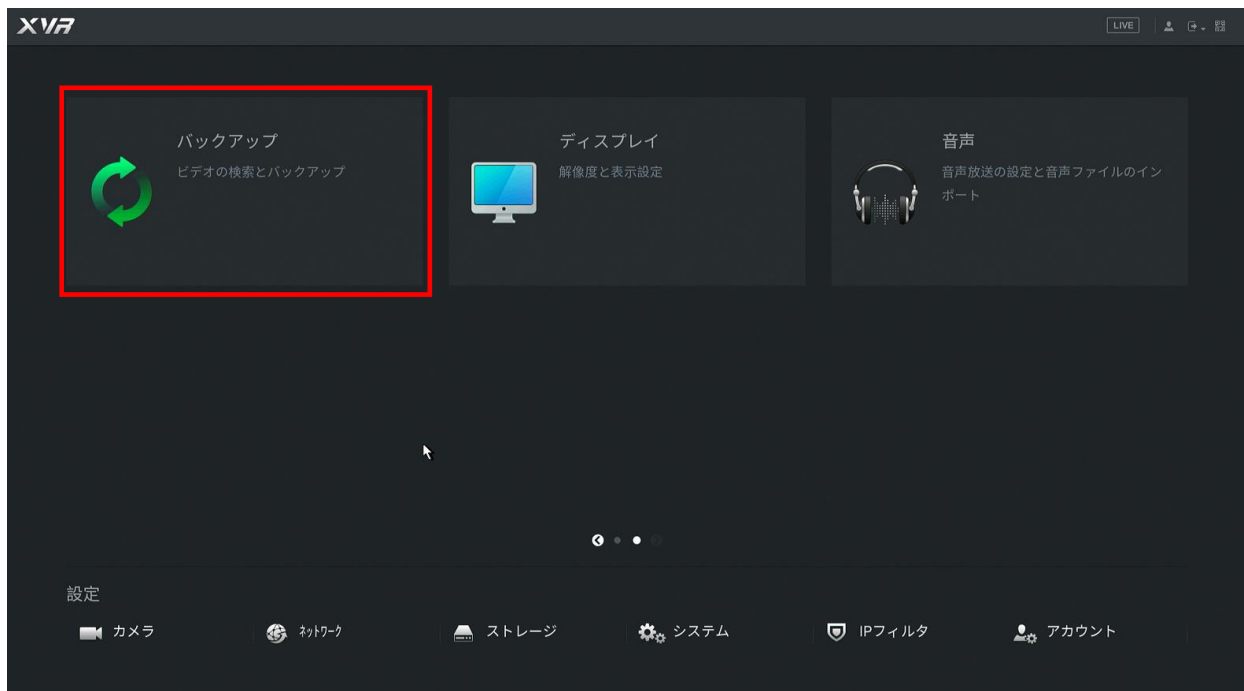 XVR
LIVE
バックアップ
ビデオの検索とバックアップ
ディスプレイ
解像度と表示設定
音声
音声放送の設定と音声ファイルのイン
ポート
設定
カメラ
ﾈｯﾄﾜｰｸ
ストレージ
システム
IPフィルタ
アカウント